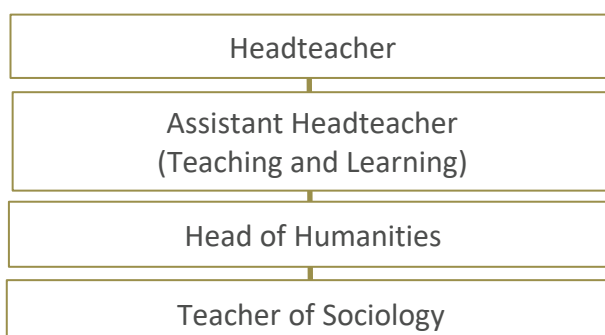 Headteacher
Assistant Headteacher
(Teaching and Learning)
Head of Humanities
Teacher of Sociology